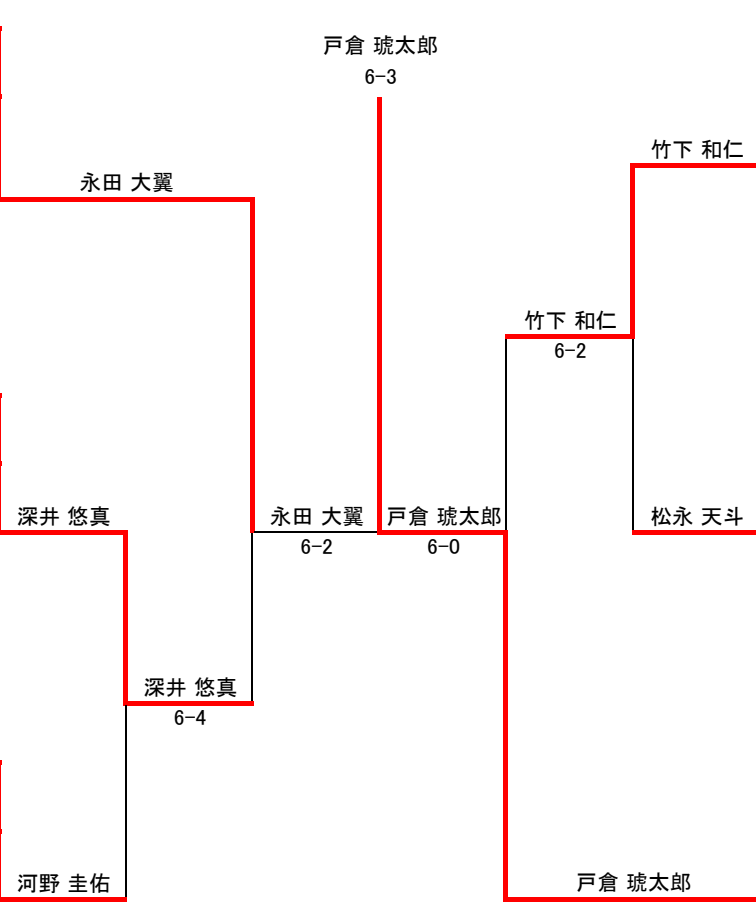 戸倉 琥太郎
6-3
竹下 和仁
永田 大翼
竹下 和仁
6-2
深井 悠真
永田 大翼
戸倉 琥太郎
松永 天斗
6-2
6-0
深井 悠真
6-4
河野 圭佑
戸倉 琥太郎